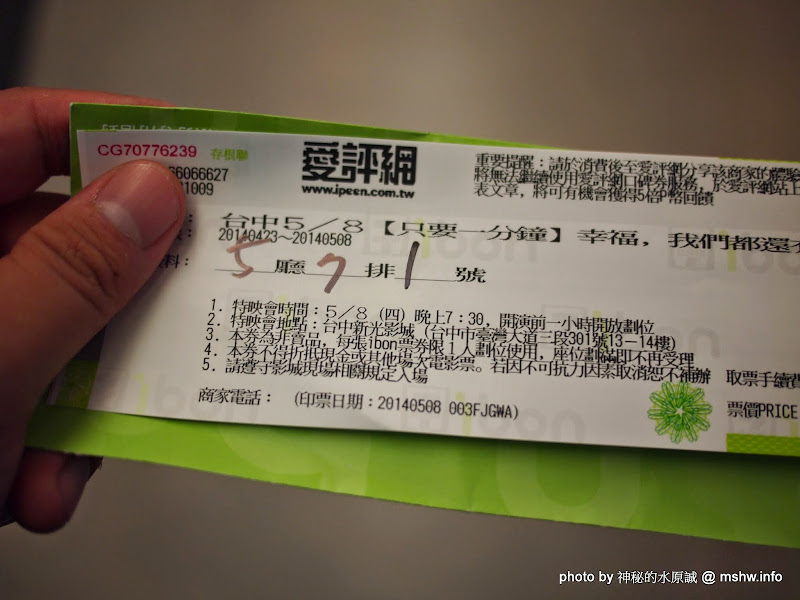 CG70776239 存根聯
愛評網
www.ipeen.com.tw
重要提醒：請於消費後至愛評網分享該商家的體驗
將無法繼續使用愛評網口碑券服務，於愛評網站上
表文章，將可有機會獲得5倍P幣回饋
66066627
1009
台中5／8【只要一分鐘】幸福，我們都還
20140423～20140508
料： 5 廳 7 排 1 號
1. 特映會時間：5／8（四）晚上7：30，開演前一小時開放劃位
2. 特映會地點：台中新光影城（台中市臺灣大道三段301號13－14樓）
3. 本券為非賣品，每張ibon票券限1人劃位使用，座位劃滿即不再受理
4. 本券不得折抵現金或其他場次電影票。若因不可抗力因素取消恕不補辦
5. 請遵守影城現場相關規定入場
取票手續費
商家電話： （印票日期：20140508 003FJGWA）
票價PRICE
photo by 神秘的水原誠 @ mshw.info